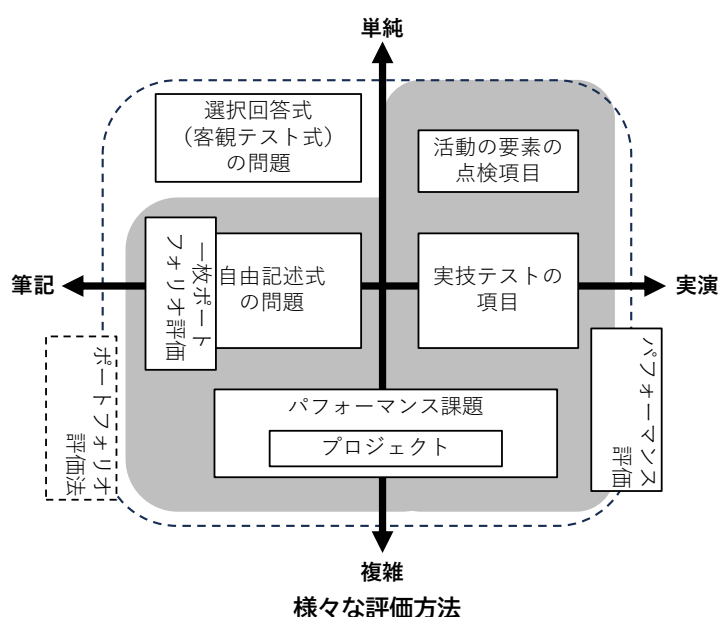 単純
選択回答式
（客観テスト式）
の問題
活動の要素の
点検項目
一枚ポート
フォリオ評価
自由記述式
の問題
実技テストの
項目
筆記
実演
ポートフォリオ
評価法
パフォーマンス
評価
パフォーマンス課題
プロジェクト
複雑
様々な評価方法